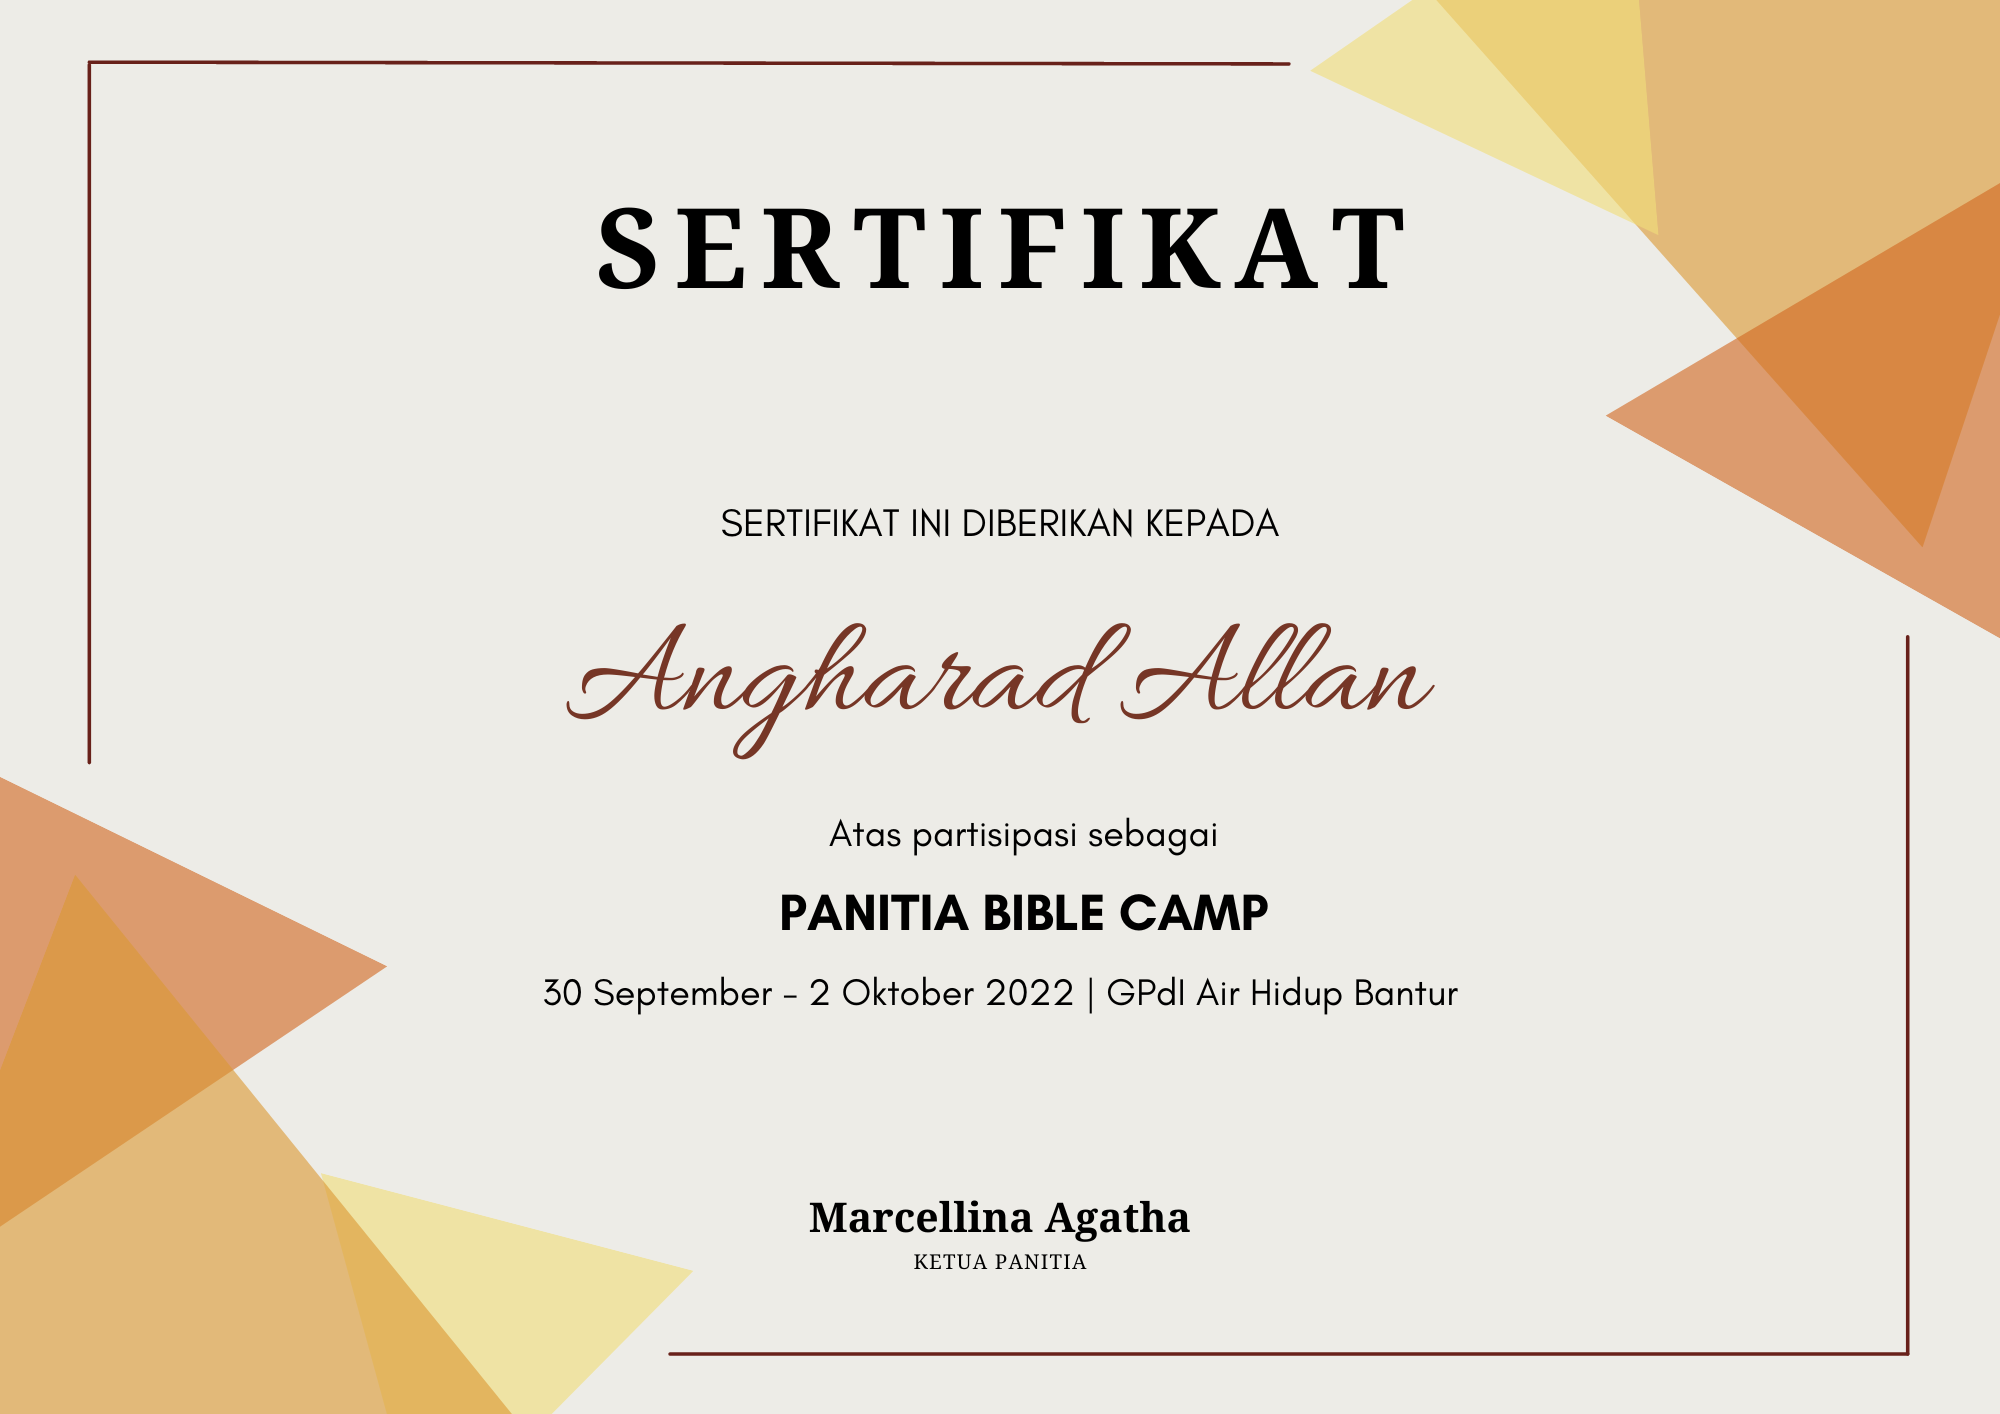 SERTIFIKAT
SERTIFIKAT INI DIBERIKAN KEPADA
Angharad Allan
Atas partisipasi sebagai
PANITIA BIBLE CAMP
30 September - 2 Oktober 2022 | GPdI Air Hidup Bantur
Marcellina Agatha
KETUA PANITIA